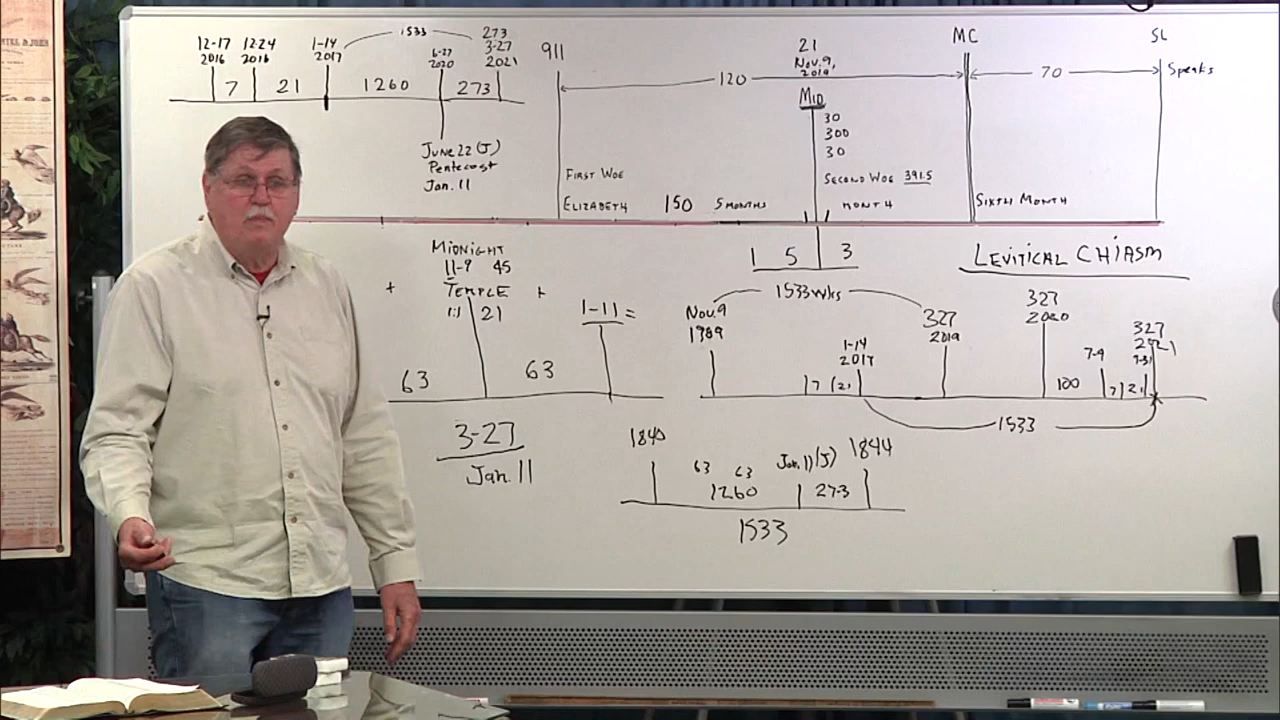 1533
12-17
2016
12-24
2016
1-14
2017
6-27
2020
273
3-27
2021
7 21 1260 273
June 22 (J)
Pentecost
Jan. 11
911
21
Nov. 9,
2019
MC
SL
120
70
Speaks
MID
30
300
30
FIRST WOE
SECOND WOE 391.5
ELIZABETH 150 5 MONTHS
MONTH
SIXTH MONTH
1 5 3
LEVITICAL CHIASM
MIDNIGHT
11-9 45
+ TEMPLE +
1:1 21
1-11 =
63 63
3-27
Jan. 11
1533 wks
Nov. 9
1989
1-14
2017
7 21
327
2019
327
2020
100
7-9
7 21
327
1533
1840
63 63
1260
Jan. 11 (J)
273
1844
1533